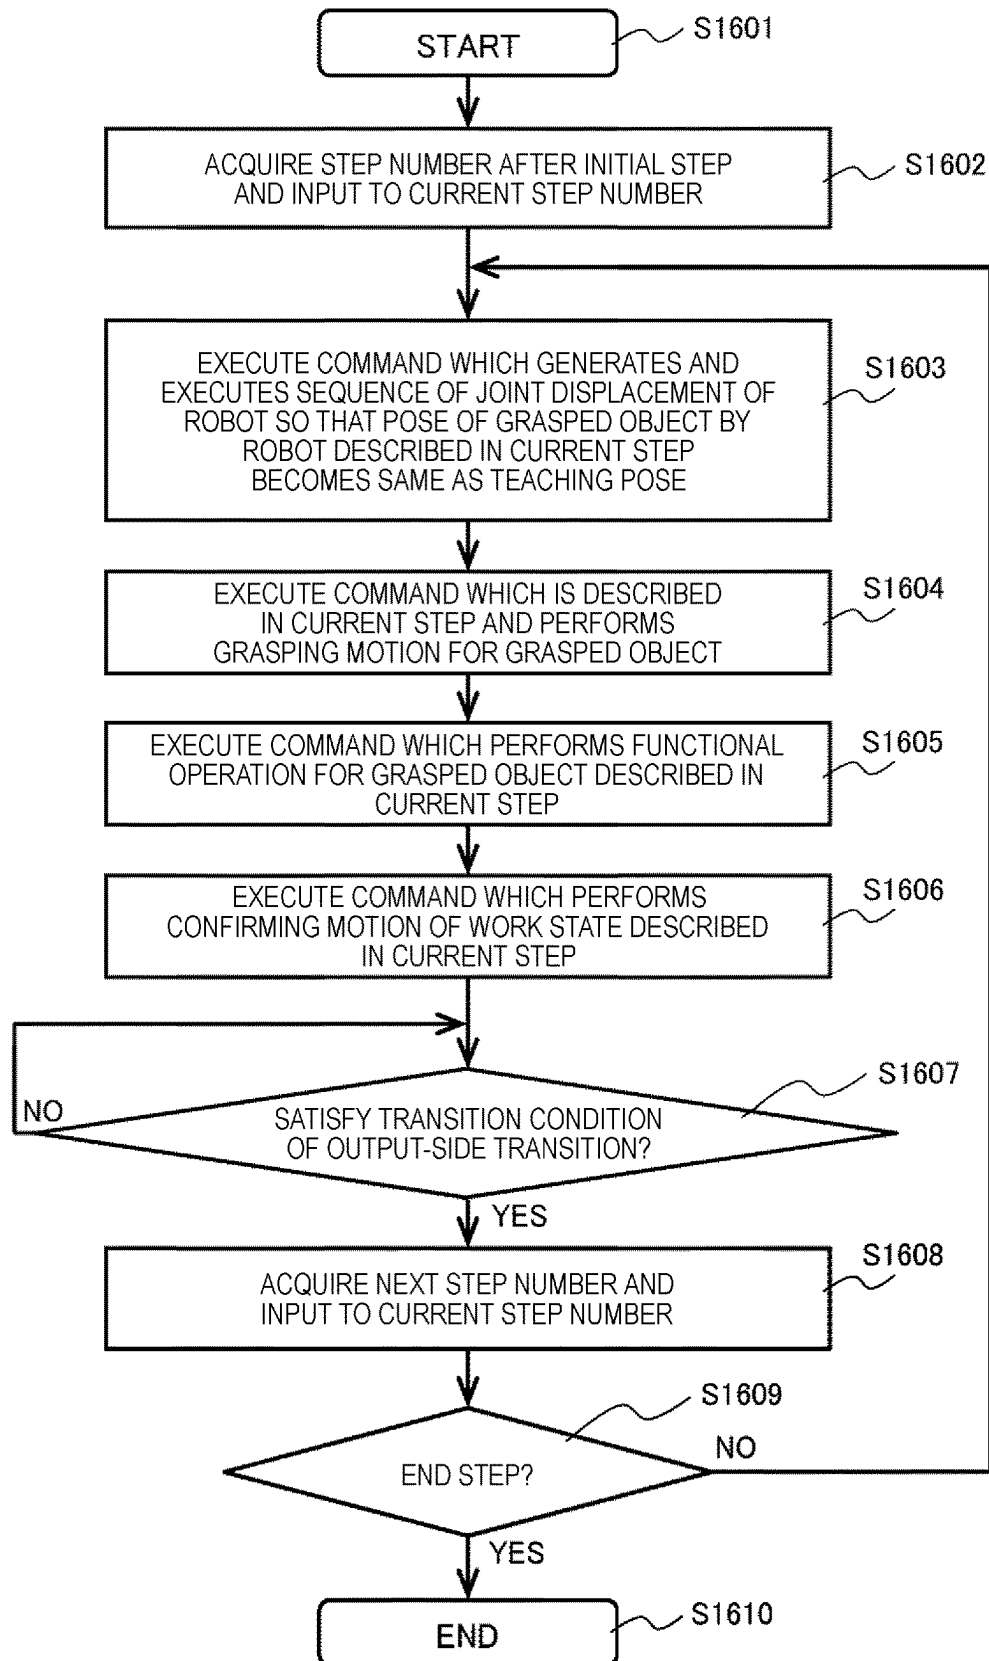 START
S1601
ACQUIRE STEP NUMBER AFTER INITIAL STEP
AND INPUT TO CURRENT STEP NUMBER
S1602
EXECUTE COMMAND WHICH GENERATES AND
EXECUTES SEQUENCE OF JOINT DISPLACEMENT OF
ROBOT SO THAT POSE OF GRASPED OBJECT BY
ROBOT DESCRIBED IN CURRENT STEP
BECOMES SAME AS TEACHING POSE
S1603
EXECUTE COMMAND WHICH IS DESCRIBED
IN CURRENT STEP AND PERFORMS
GRASPING MOTION FOR GRASPED OBJECT
S1604
EXECUTE COMMAND WHICH PERFORMS FUNCTIONAL
OPERATION FOR GRASPED OBJECT DESCRIBED IN
CURRENT STEP
S1605
EXECUTE COMMAND WHICH PERFORMS
CONFIRMING MOTION OF WORK STATE DESCRIBED
IN CURRENT STEP
S1606
SATISFY TRANSITION CONDITION
OF OUTPUT-SIDE TRANSITION?
S1607
NO
YES
ACQUIRE NEXT STEP NUMBER AND
INPUT TO CURRENT STEP NUMBER
S1608
END STEP?
S1609
NO
YES
END
S1610